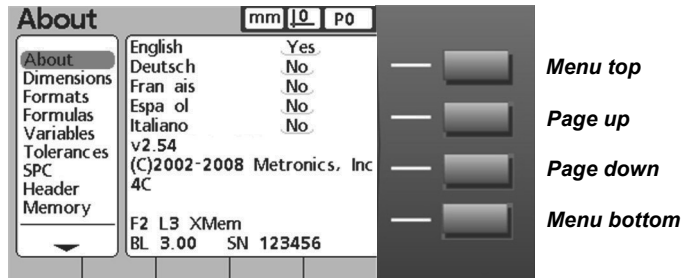 About
mm 0 P0
About
Dimensions
Formats
Formulas
Variables
Tolerances
SPC
Header
Memory
English Yes
Deutsch No
Fran ais No
Espa ol No
Italiano No
v2.54
(C)2002-2008 Metronics, Inc
4C
F2 L3 XMem
BL 3.00 SN 123456
Menu top
Page up
Page down
Menu bottom